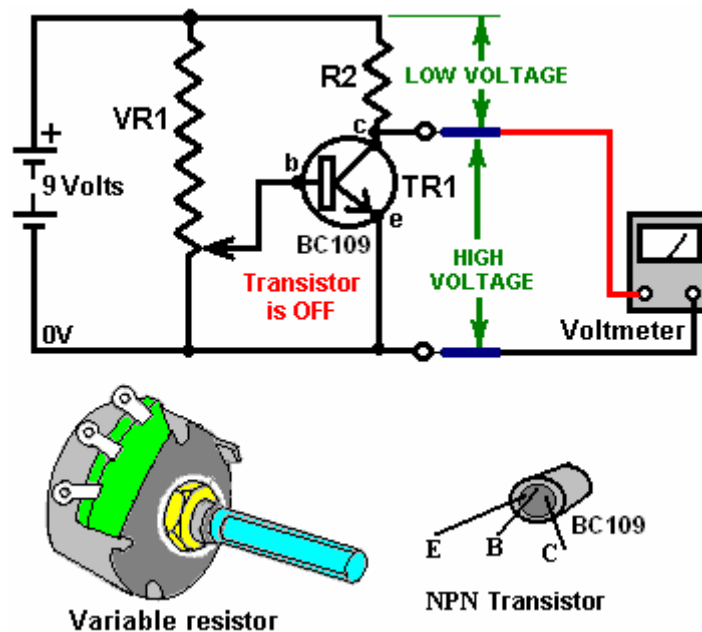 R2
LOW VOLTAGE
VR1
c
+
b
9 Volts
TR1
e
BC109
HIGH
VOLTAGE
Transistor
is OFF
0V
Voltmeter
BC109
E
B
C
NPN Transistor
Variable resistor